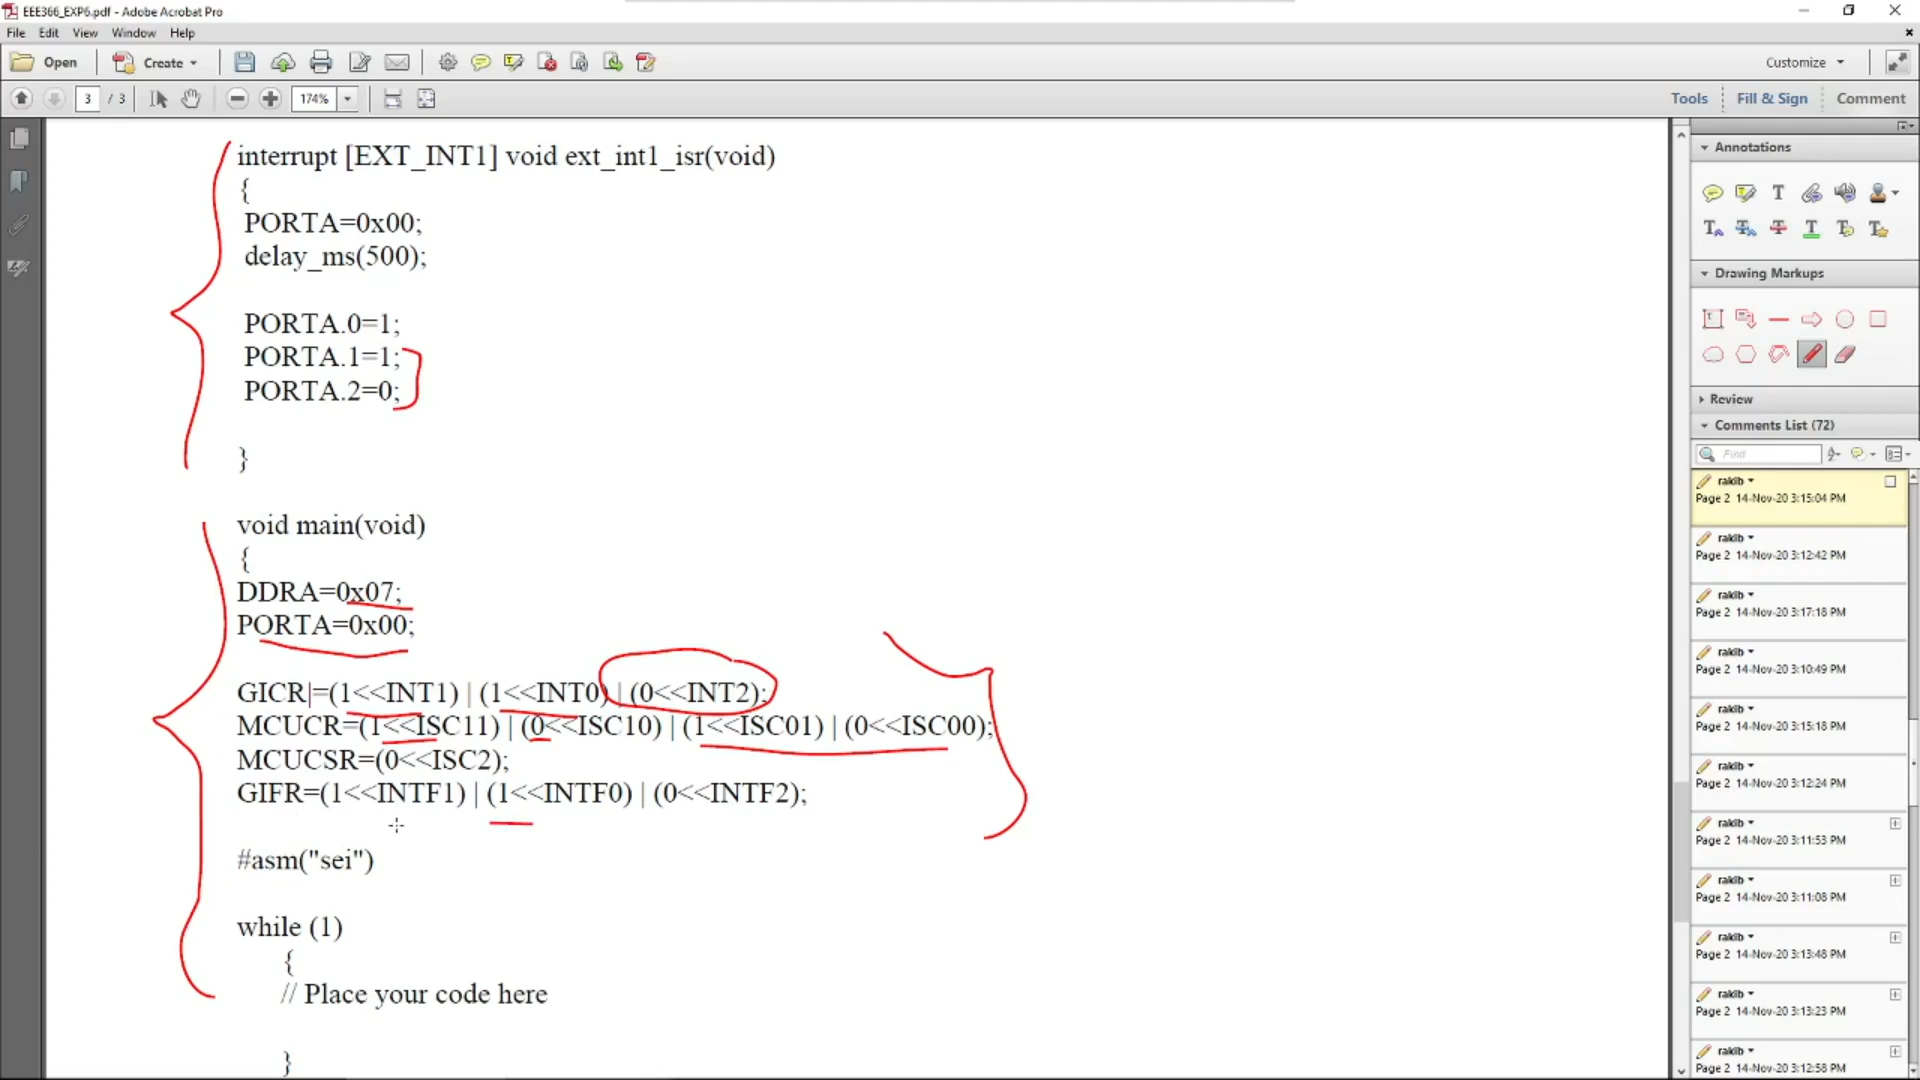 EEE366_EXP6.pdf - Adobe Acrobat Pro
File Edit View Window Help
Open Create Customize
3 / 3 174% Tools Fill & Sign Comment
interrupt [EXT_INT1] void ext_int1_isr(void)
{
PORTA=0x00;
delay_ms(500);
PORTA.0=1;
PORTA.1=1;
PORTA.2=0;
}
void main(void)
{
DDRA=0x07;
PORTA=0x00;
GICR|=(1<<INT1) | (1<<INT0) | (0<<INT2);
MCUCR=(1<<ISC11) | (0<<ISC10) | (1<<ISC01) | (0<<ISC00);
MCUCSR=(0<<ISC2);
GIFR=(1<<INTF1) | (1<<INTF0) | (0<<INTF2);
#asm("sei")
while (1)
{
// Place your code here
}
Annotations
Drawing Markups
Review
Comments List (72)
Find
rakib
Page 2 14-Nov-20 3:15:04 PM
rakib
Page 2 14-Nov-20 3:12:42 PM
rakib
Page 2 14-Nov-20 3:17:18 PM
rakib
Page 2 14-Nov-20 3:10:49 PM
rakib
Page 2 14-Nov-20 3:15:18 PM
rakib
Page 2 14-Nov-20 3:12:24 PM
rakib
Page 2 14-Nov-20 3:11:53 PM
rakib
Page 2 14-Nov-20 3:11:08 PM
rakib
Page 2 14-Nov-20 3:13:48 PM
rakib
Page 2 14-Nov-20 3:13:23 PM
rakib
Page 2 14-Nov-20 3:12:58 PM